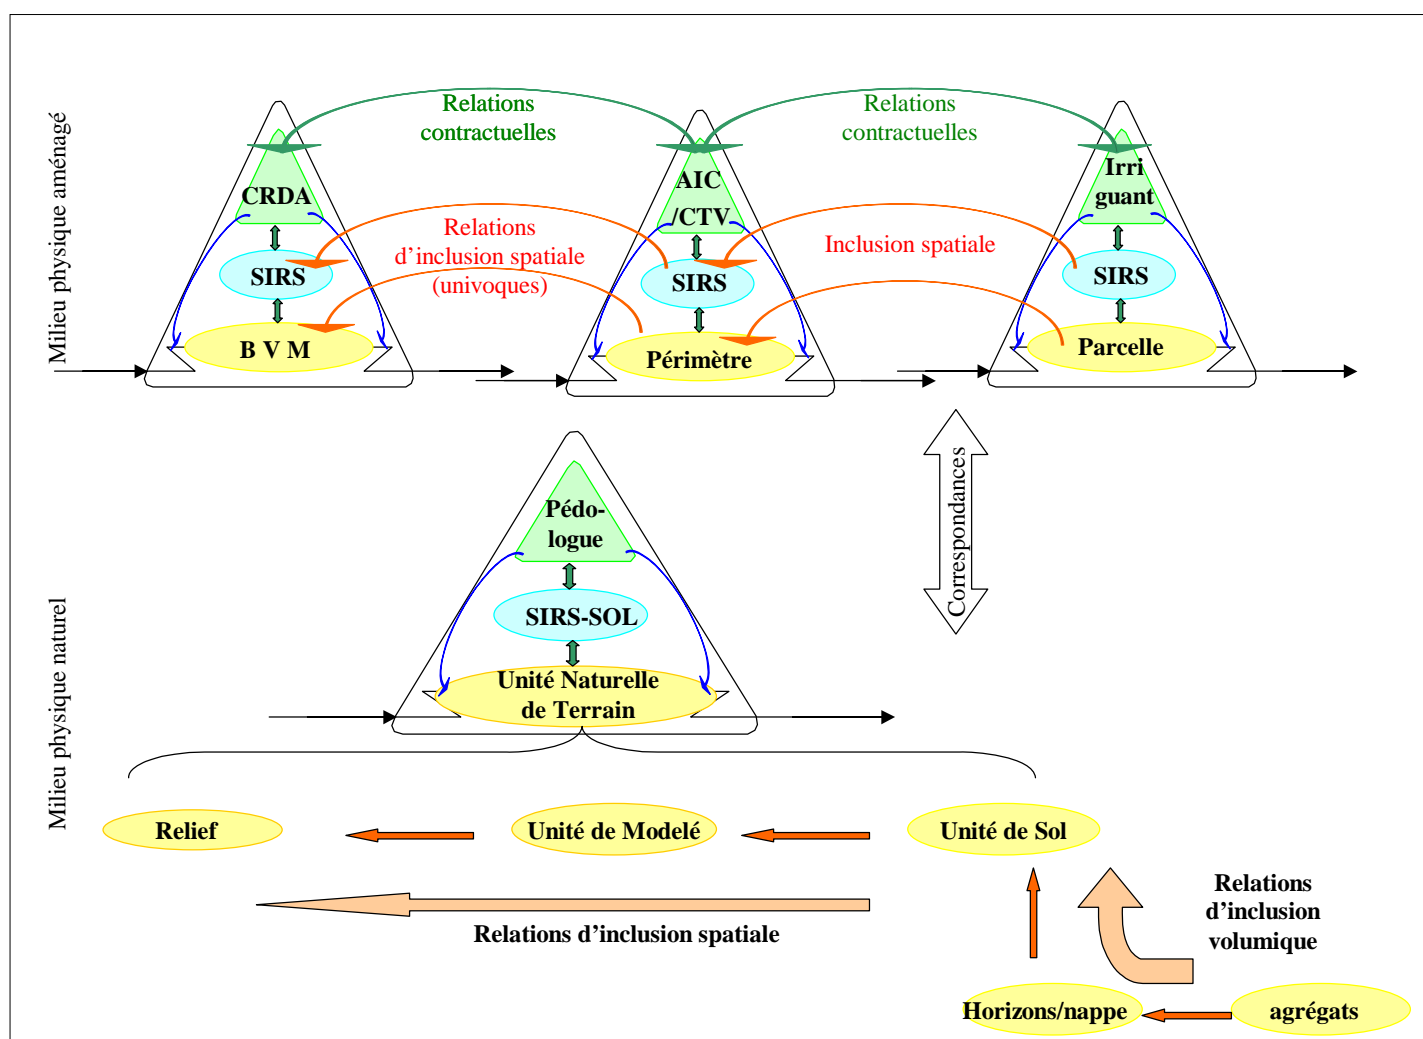 Milieu physique aménagé
Relations
contractuelles
Relations
contractuelles
CRDA
AIC
/CTV
Irri
guant
Relations
d’inclusion spatiale
(univoques)
Inclusion spatiale
SIRS
SIRS
SIRS
B V M
Périmètre
Parcelle
Correspondances
Milieu physique naturel
Pédo-
logue
SIRS-SOL
Unité Naturelle
de Terrain
Relief
Unité de Modelé
Unité de Sol
Relations d’inclusion spatiale
Relations
d’inclusion
volumique
Horizons/nappe
agrégats